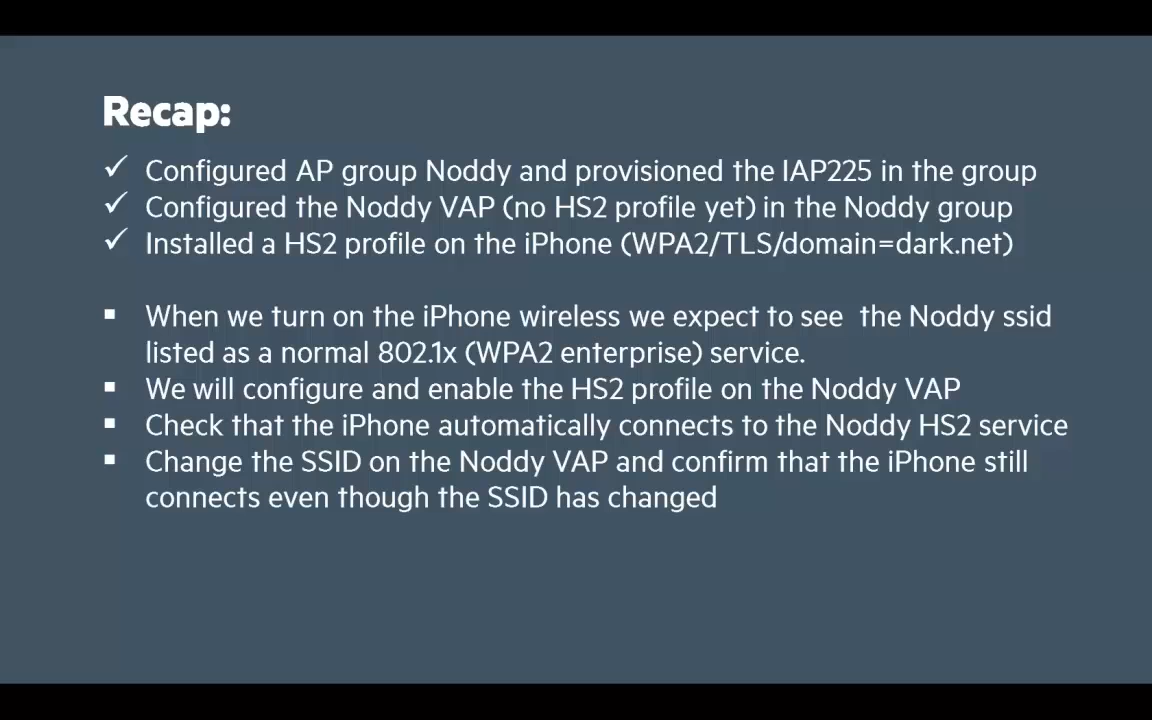 Recap:
✓ Configured AP group Noddy and provisioned the IAP225 in the group
✓ Configured the Noddy VAP (no HS2 profile yet) in the Noddy group
✓ Installed a HS2 profile on the iPhone (WPA2/TLS/domain=dark.net)
▪ When we turn on the iPhone wireless we expect to see  the Noddy ssid
listed as a normal 802.1x (WPA2 enterprise) service.
▪ We will configure and enable the HS2 profile on the Noddy VAP
▪ Check that the iPhone automatically connects to the Noddy HS2 service
▪ Change the SSID on the Noddy VAP and confirm that the iPhone still
connects even though the SSID has changed